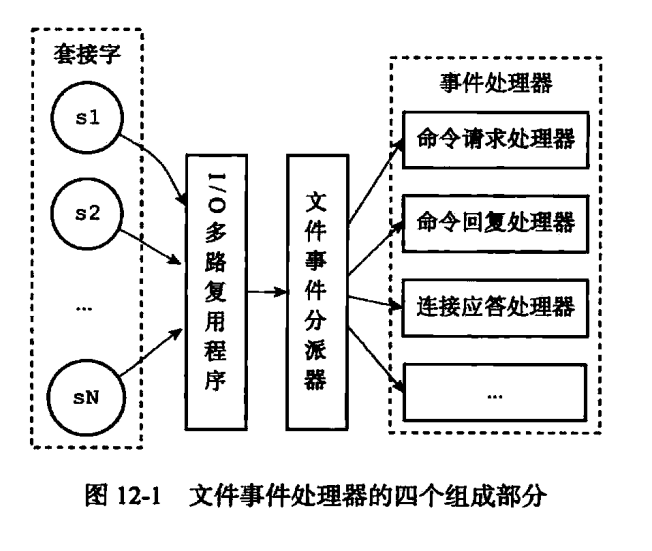 套接字
s1
s2
...
sN
I/O多路复用程序
文件事件分派器
事件处理器
命令请求处理器
命令回复处理器
连接应答处理器
...
图 12-1 文件事件处理器的四个组成部分